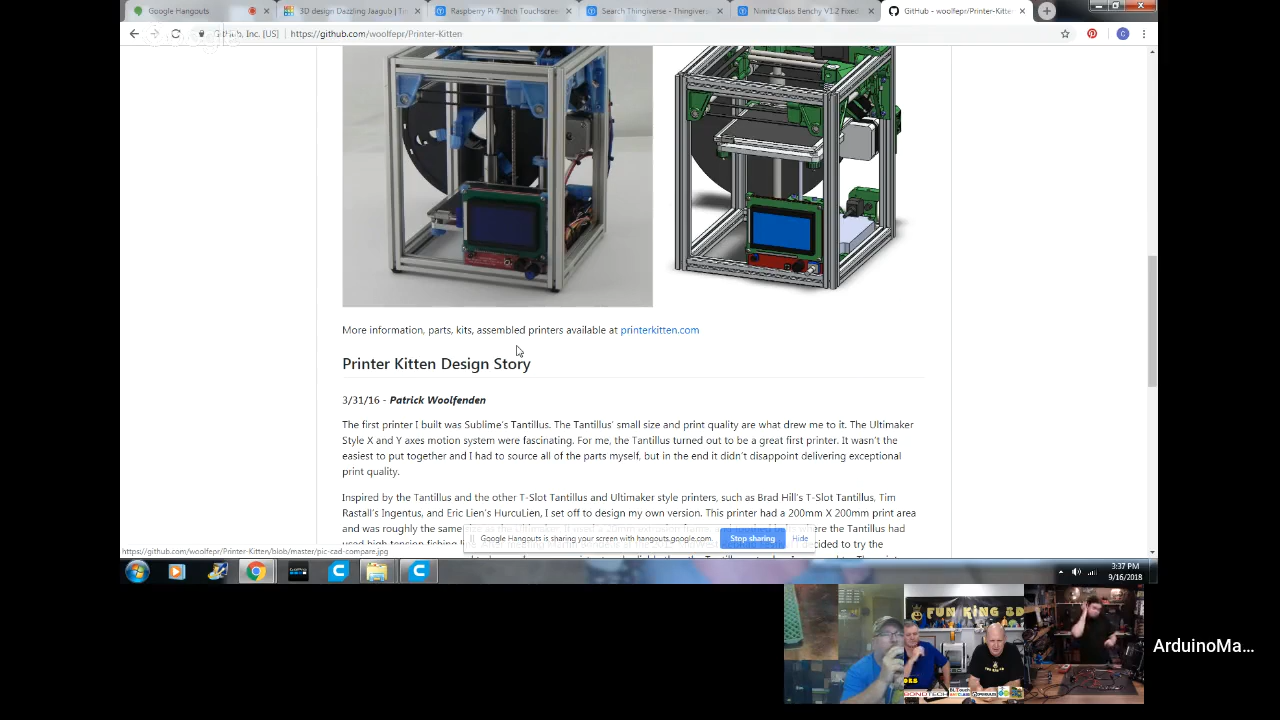 Google Hangouts
3D design Dazzling Jaagub | Ti
Raspberry Pi 7-Inch Touchscreen
Search Thingiverse - Thingivers
Nimitz Class Benchy V1.2 Fixed
GitHub - woolfepr/Printer-Kitten
GitHub, Inc. [US]
https://github.com/woolfepr/Printer-Kitten
More information, parts, kits, assembled printers available at printerkitten.com
Printer Kitten Design Story
3/31/16 - Patrick Woolfenden
The first printer I built was Sublime's Tantillus. The Tantillus' small size and print quality are what drew me to it. The Ultimaker
Style X and Y axes motion system were fascinating. For me, the Tantillus turned out to be a great first printer. It wasn't the
easiest to put together and I had to source all of the parts myself, but in the end it didn't disappoint delivering exceptional
print quality.
Inspired by the Tantillus and the other T-Slot Tantillus and Ultimaker style printers, such as Brad Hill's T-Slot Tantillus, Tim
Rastall's Ingentus, and Eric Lien's HurcuLien, I set off to design my own version. This printer had a 200mm X 200mm print area
and was roughly the same
where the Tantillus had
Google Hangouts is sharing your screen with hangouts.google.com.
Stop sharing
Hide
decided to try the
https://github.com/woolfepr/Printer-Kitten/blob/master/pic-cad-compare.jpg
3:37 PM
9/16/2018
FUN KING 3D
BONDTECH
BLTouch
ArduinoMa...